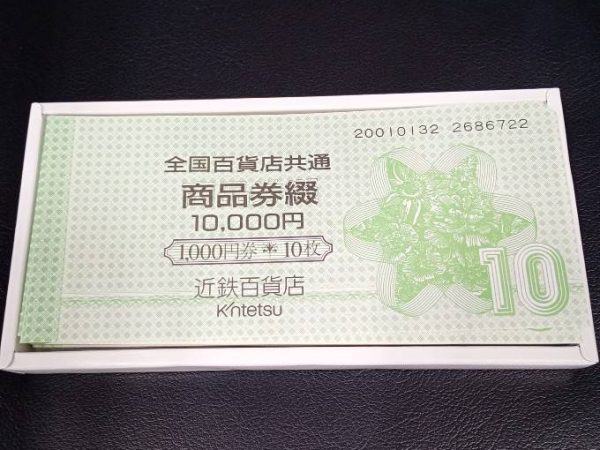 20010132 2686722
全国百貨店共通
商品券綴
10,000円
1,000円券＊10枚
近鉄百貨店
Kintetsu
10